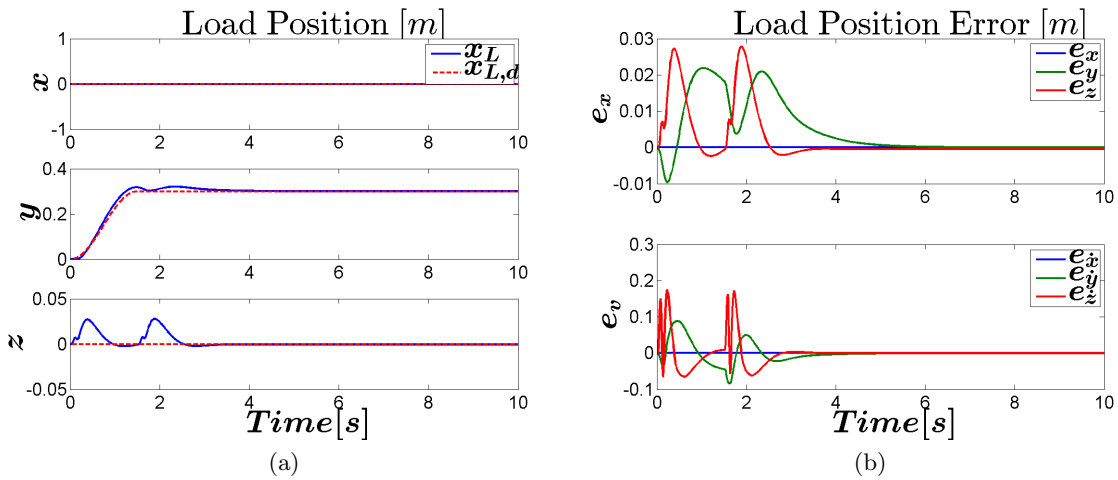 Load Position [m]
1
0
-1
x
x_L
x_{L,d}
0 2 4 6 8 10
0.4
0.2
0
y
0 2 4 6 8 10
0.05
0
-0.05
z
0 2 4 6 8 10
Time[s]
(a)
Load Position Error [m]
0.03
0.02
0.01
0
-0.01
e_x
e_x
e_y
e_z
0 2 4 6 8 10
0.3
0.2
0.1
0
-0.1
e_v
e_ẋ
e_ẏ
e_ż
0 2 4 6 8 10
Time[s]
(b)